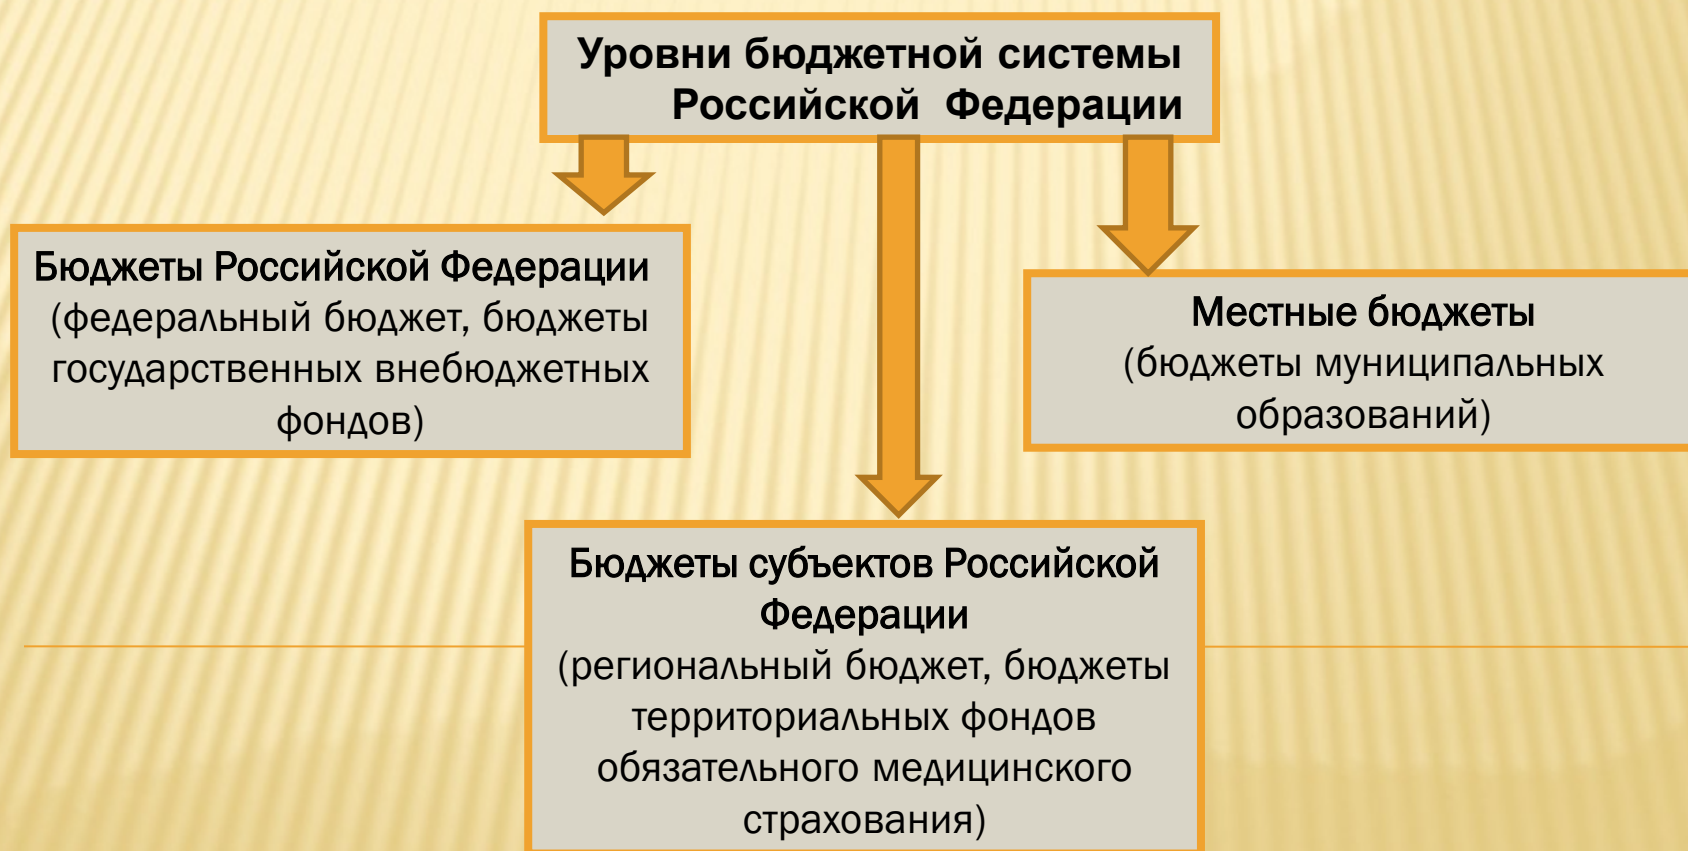 Уровни бюджетной системы
Российской Федерации
Бюджеты Российской Федерации
(федеральный бюджет, бюджеты
государственных внебюджетных
фондов)
Местные бюджеты
(бюджеты муниципальных
образований)
Бюджеты субъектов Российской
Федерации
(региональный бюджет, бюджеты
территориальных фондов
обязательного медицинского
страхования)